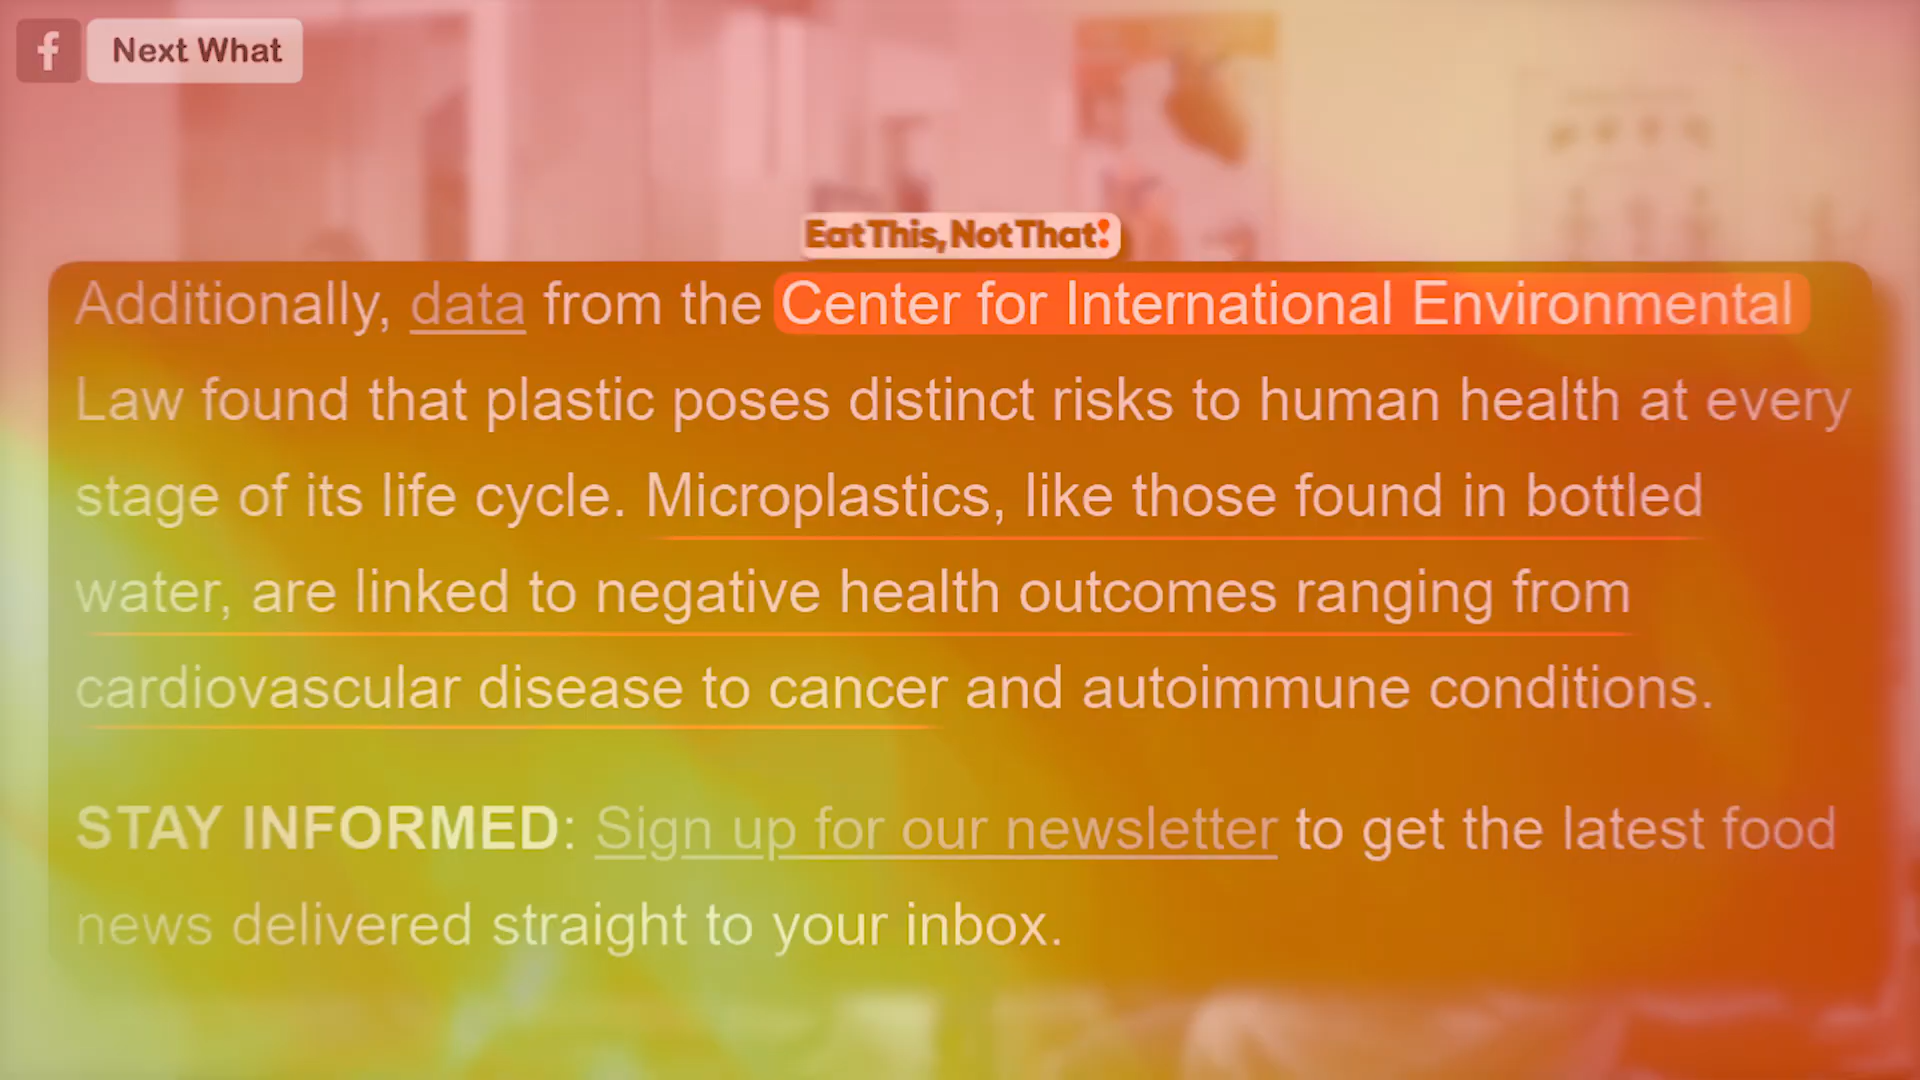 f
Next What
Eat This, Not That!
Additionally, data from the Center for International Environmental
Law found that plastic poses distinct risks to human health at every
stage of its life cycle. Microplastics, like those found in bottled
water, are linked to negative health outcomes ranging from
cardiovascular disease to cancer and autoimmune conditions.
STAY INFORMED: Sign up for our newsletter to get the latest food
news delivered straight to your inbox.